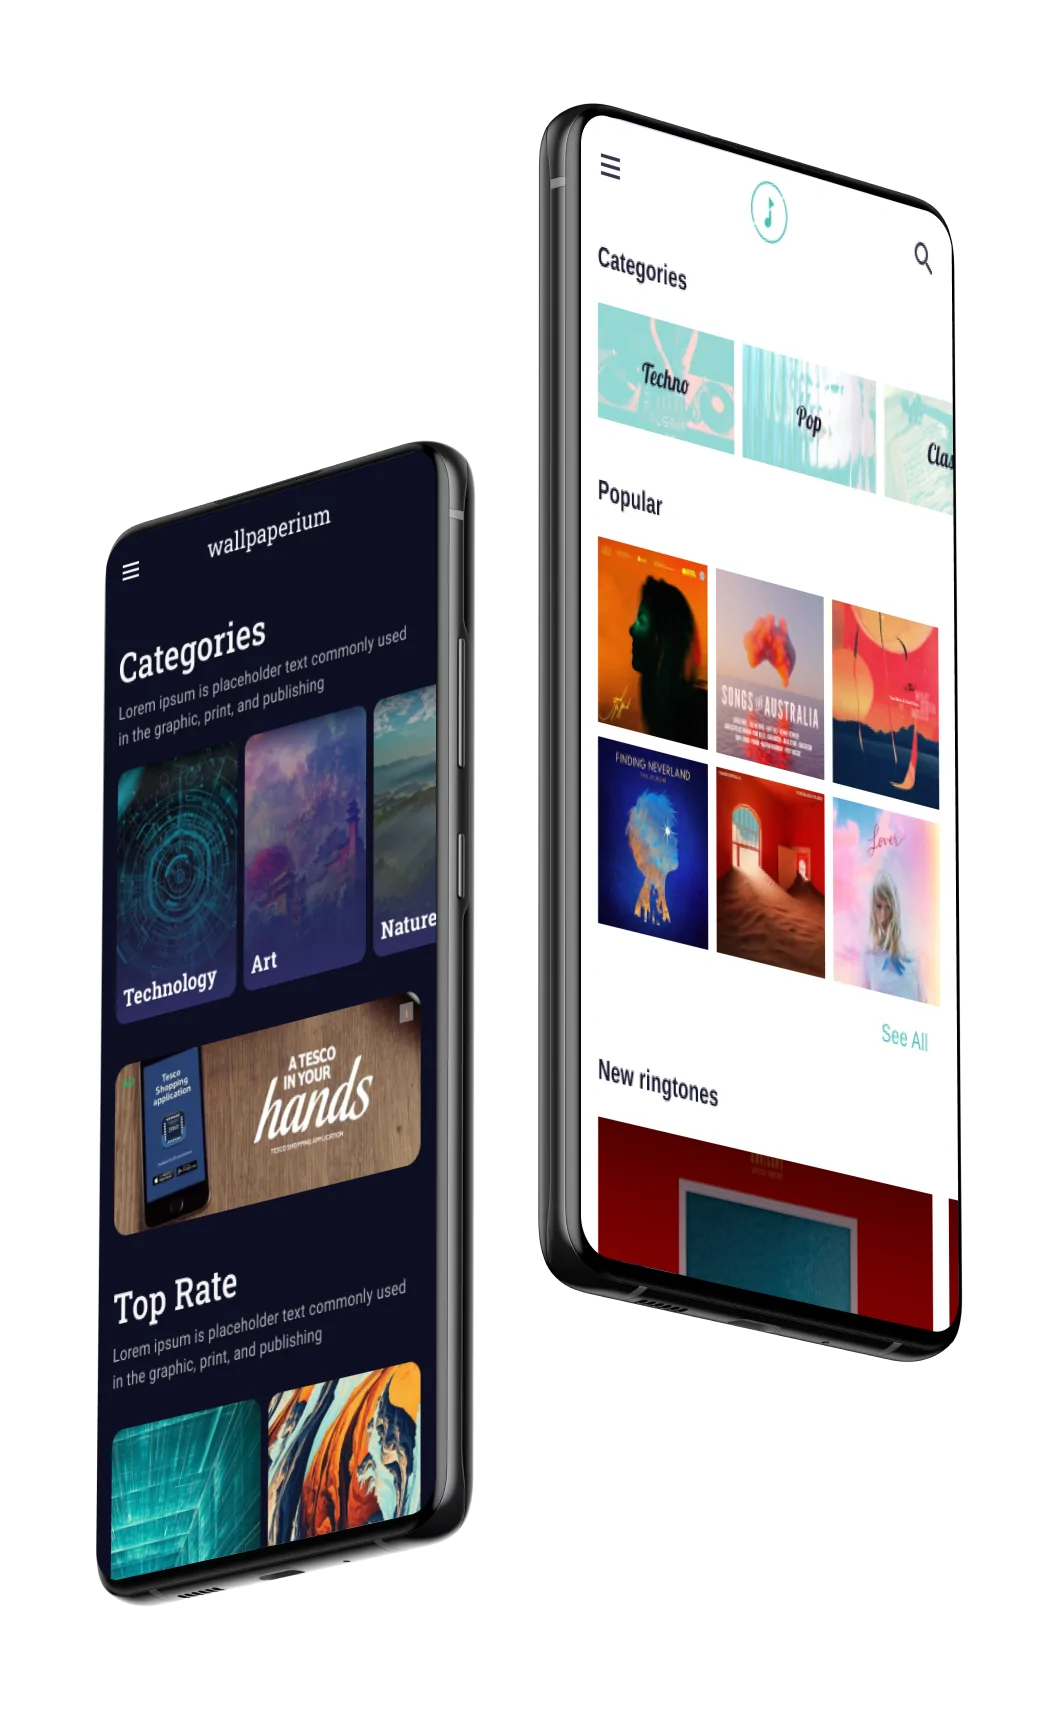 wallpaperium
Categories
Lorem ipsum is placeholder text commonly used
in the graphic, print, and publishing
Technology
Art
Nature
Tesco
Shopping
application
A TESCO
IN YOUR
hands
TESCO SHOPPING APPLICATION
Top Rate
Lorem ipsum is placeholder text commonly used
in the graphic, print, and publishing
Categories
Techno
Pop
Clas
Popular
SONGS FOR AUSTRALIA
FINDING NEVERLAND
THE ALBUM
Lover
See All
New ringtones